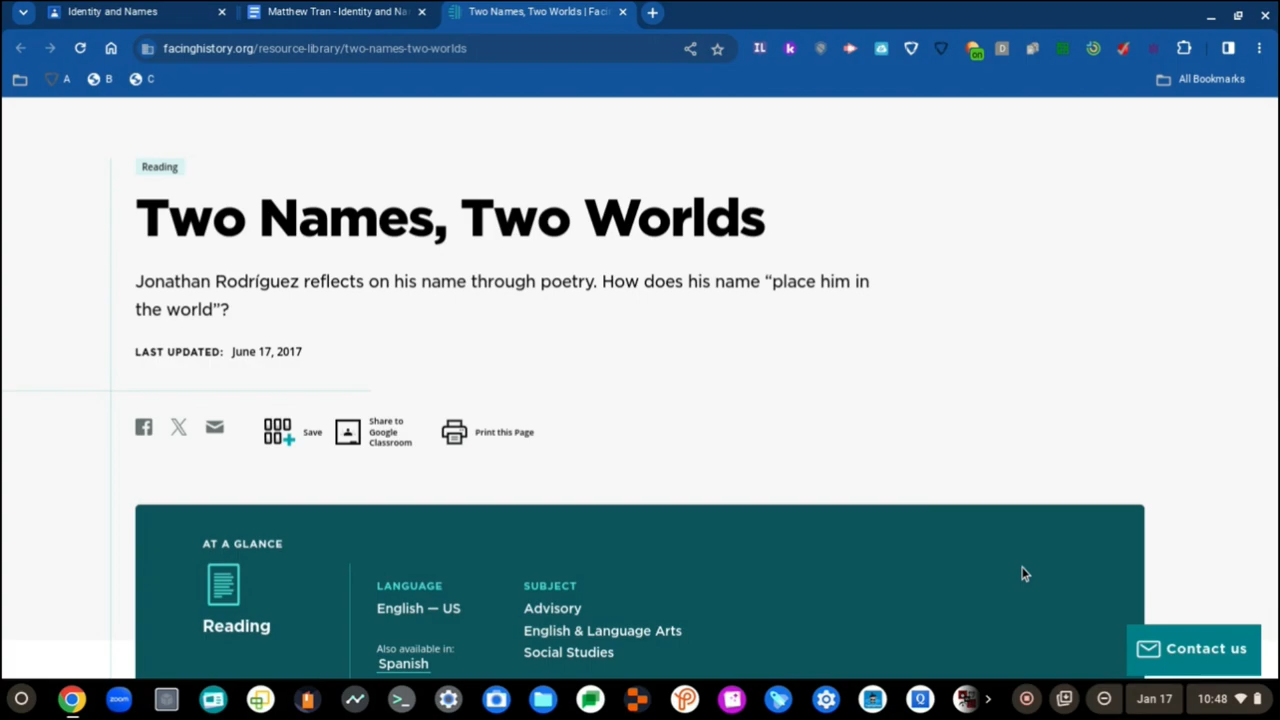 Identity and Names
Matthew Tran - Identity and Na
Two Names, Two Worlds | Faci
facinghistory.org/resource-library/two-names-two-worlds
A
B
C
All Bookmarks
Reading
Two Names, Two Worlds
Jonathan Rodríguez reflects on his name through poetry. How does his name “place him in
the world”?
LAST UPDATED: June 17, 2017
Save
Share to
Google
Classroom
Print this Page
AT A GLANCE
Reading
LANGUAGE
English — US
Also available in:
Spanish
SUBJECT
Advisory
English & Language Arts
Social Studies
Contact us
zoom
Jan 17
10:48